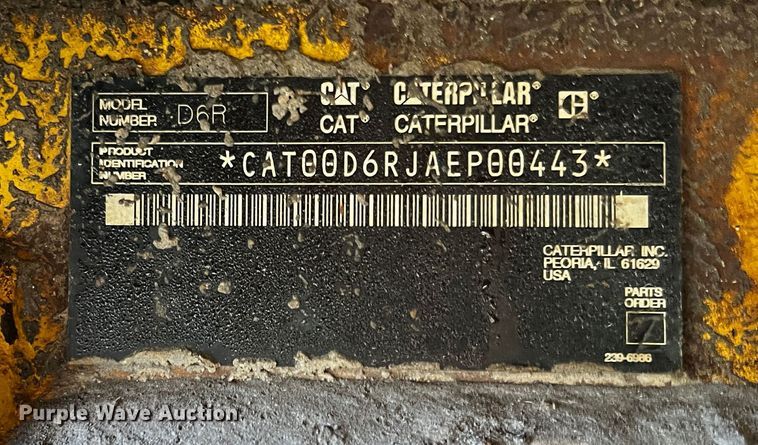 CAT® CATERPILLAR®
MODEL NUMBER D6R
CAT® CATERPILLAR®
PRODUCT IDENTIFICATION NUMBER
*CAT00D6RJAEP00443*
CATERPILLAR INC.
PEORIA, IL 61629
USA
PARTS
ORDER
7
239-6986
Purple Wave Auction